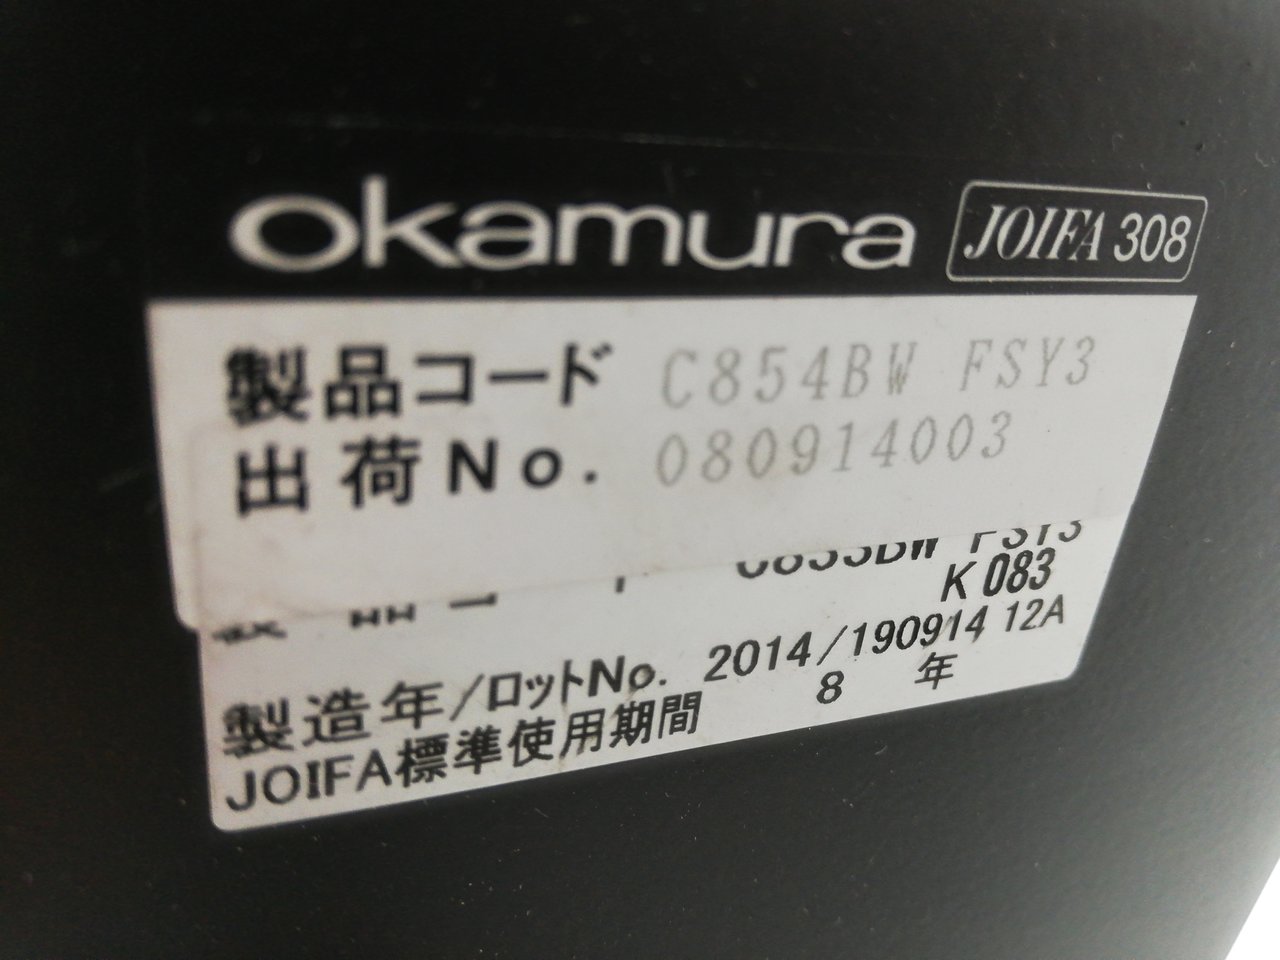 okamura JOIFA 308
製品コード C854BW FSY3
出荷No. 080914003
K 083
製造年/ロットNo. 2014/190914 12A
JOIFA標準使用期間 8 年